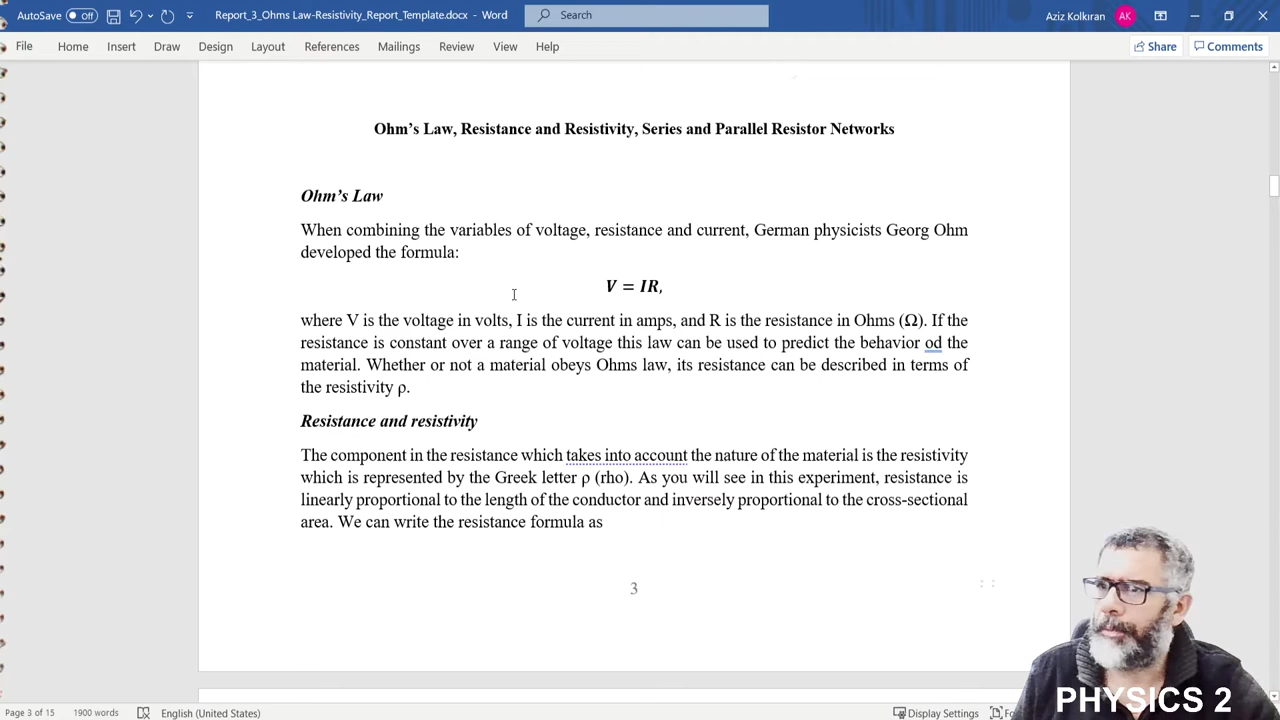 AutoSave Off Report_3_Ohms Law-Resistivity_Report_Template.docx - Word Search Aziz Kolkıran AK
File Home Insert Draw Design Layout References Mailings Review View Help Share Comments
Ohm's Law, Resistance and Resistivity, Series and Parallel Resistor Networks
Ohm's Law
When combining the variables of voltage, resistance and current, German physicists Georg Ohm
developed the formula:
V = IR,
where V is the voltage in volts, I is the current in amps, and R is the resistance in Ohms (Ω). If the
resistance is constant over a range of voltage this law can be used to predict the behavior od the
material. Whether or not a material obeys Ohms law, its resistance can be described in terms of
the resistivity ρ.
Resistance and resistivity
The component in the resistance which takes into account the nature of the material is the resistivity
which is represented by the Greek letter ρ (rho). As you will see in this experiment, resistance is
linearly proportional to the length of the conductor and inversely proportional to the cross-sectional
area. We can write the resistance formula as
3
PHYSICS 2
Page 3 of 15 1900 words English (United States) Display Settings